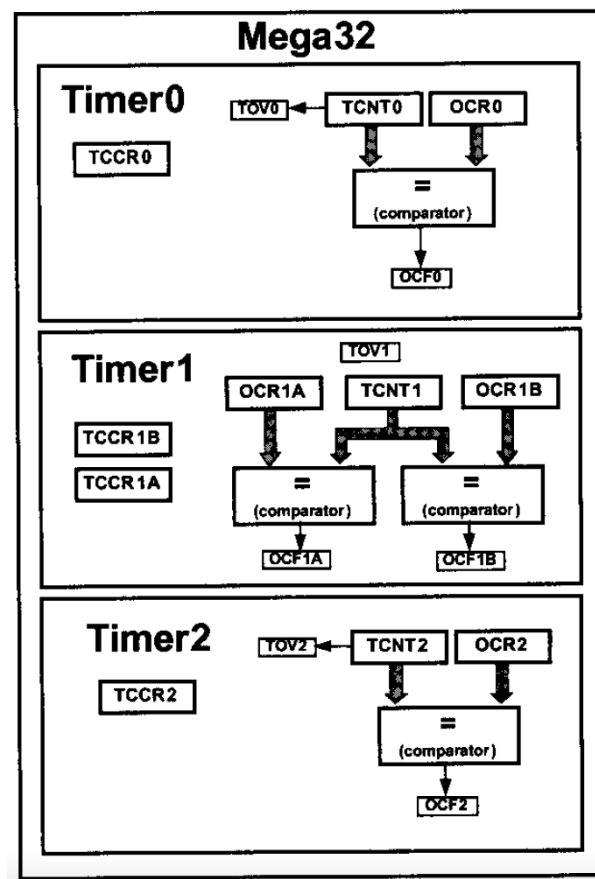 Mega32
Timer0
TOV0
TCNT0
OCR0
TCCR0
=
(comparator)
OCF0
Timer1
TOV1
OCR1A
TCNT1
OCR1B
TCCR1B
TCCR1A
=
(comparator)
=
(comparator)
OCF1A
OCF1B
Timer2
TOV2
TCNT2
OCR2
TCCR2
=
(comparator)
OCF2